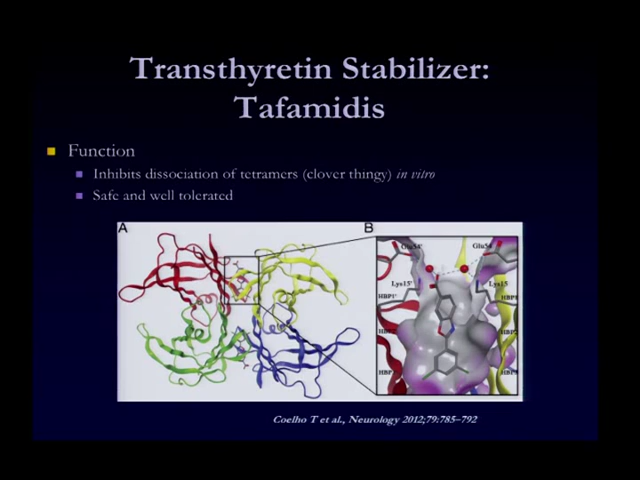 Transthyretin Stabilizer:
Tafamidis
Function
Inhibits dissociation of tetramers (clover thingy) in vitro
Safe and well tolerated
A
B
Glu54'
Glu54
Lys15'
Lys15
HBP1'
HBP1
HBP2
HBP
Coelho T et al., Neurology 2012;79:785–792